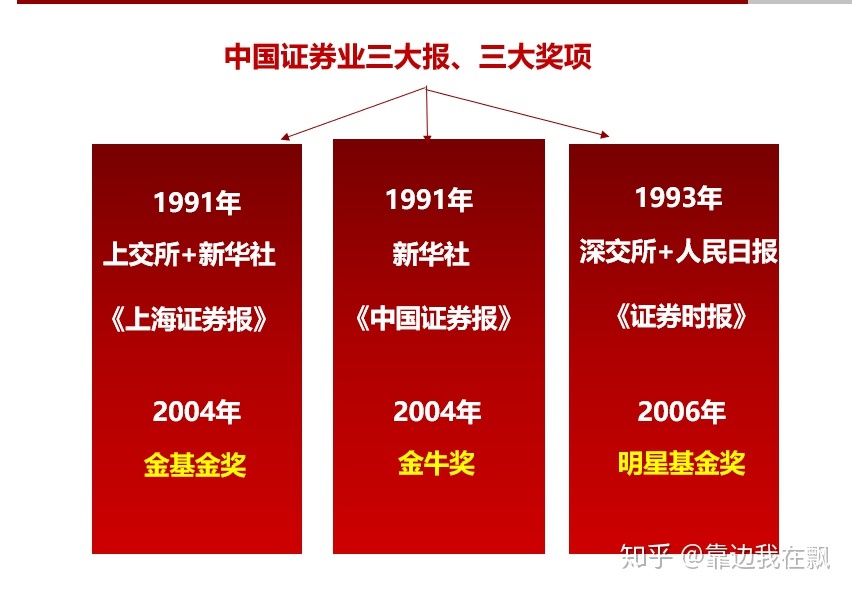 中国证券业三大报、三大奖项
1991年
上交所+新华社
《上海证券报》
2004年
金基金奖
1991年
新华社
《中国证券报》
2004年
金牛奖
1993年
深交所+人民日报
《证券时报》
2006年
明星基金奖
知乎 @靠边我在飘